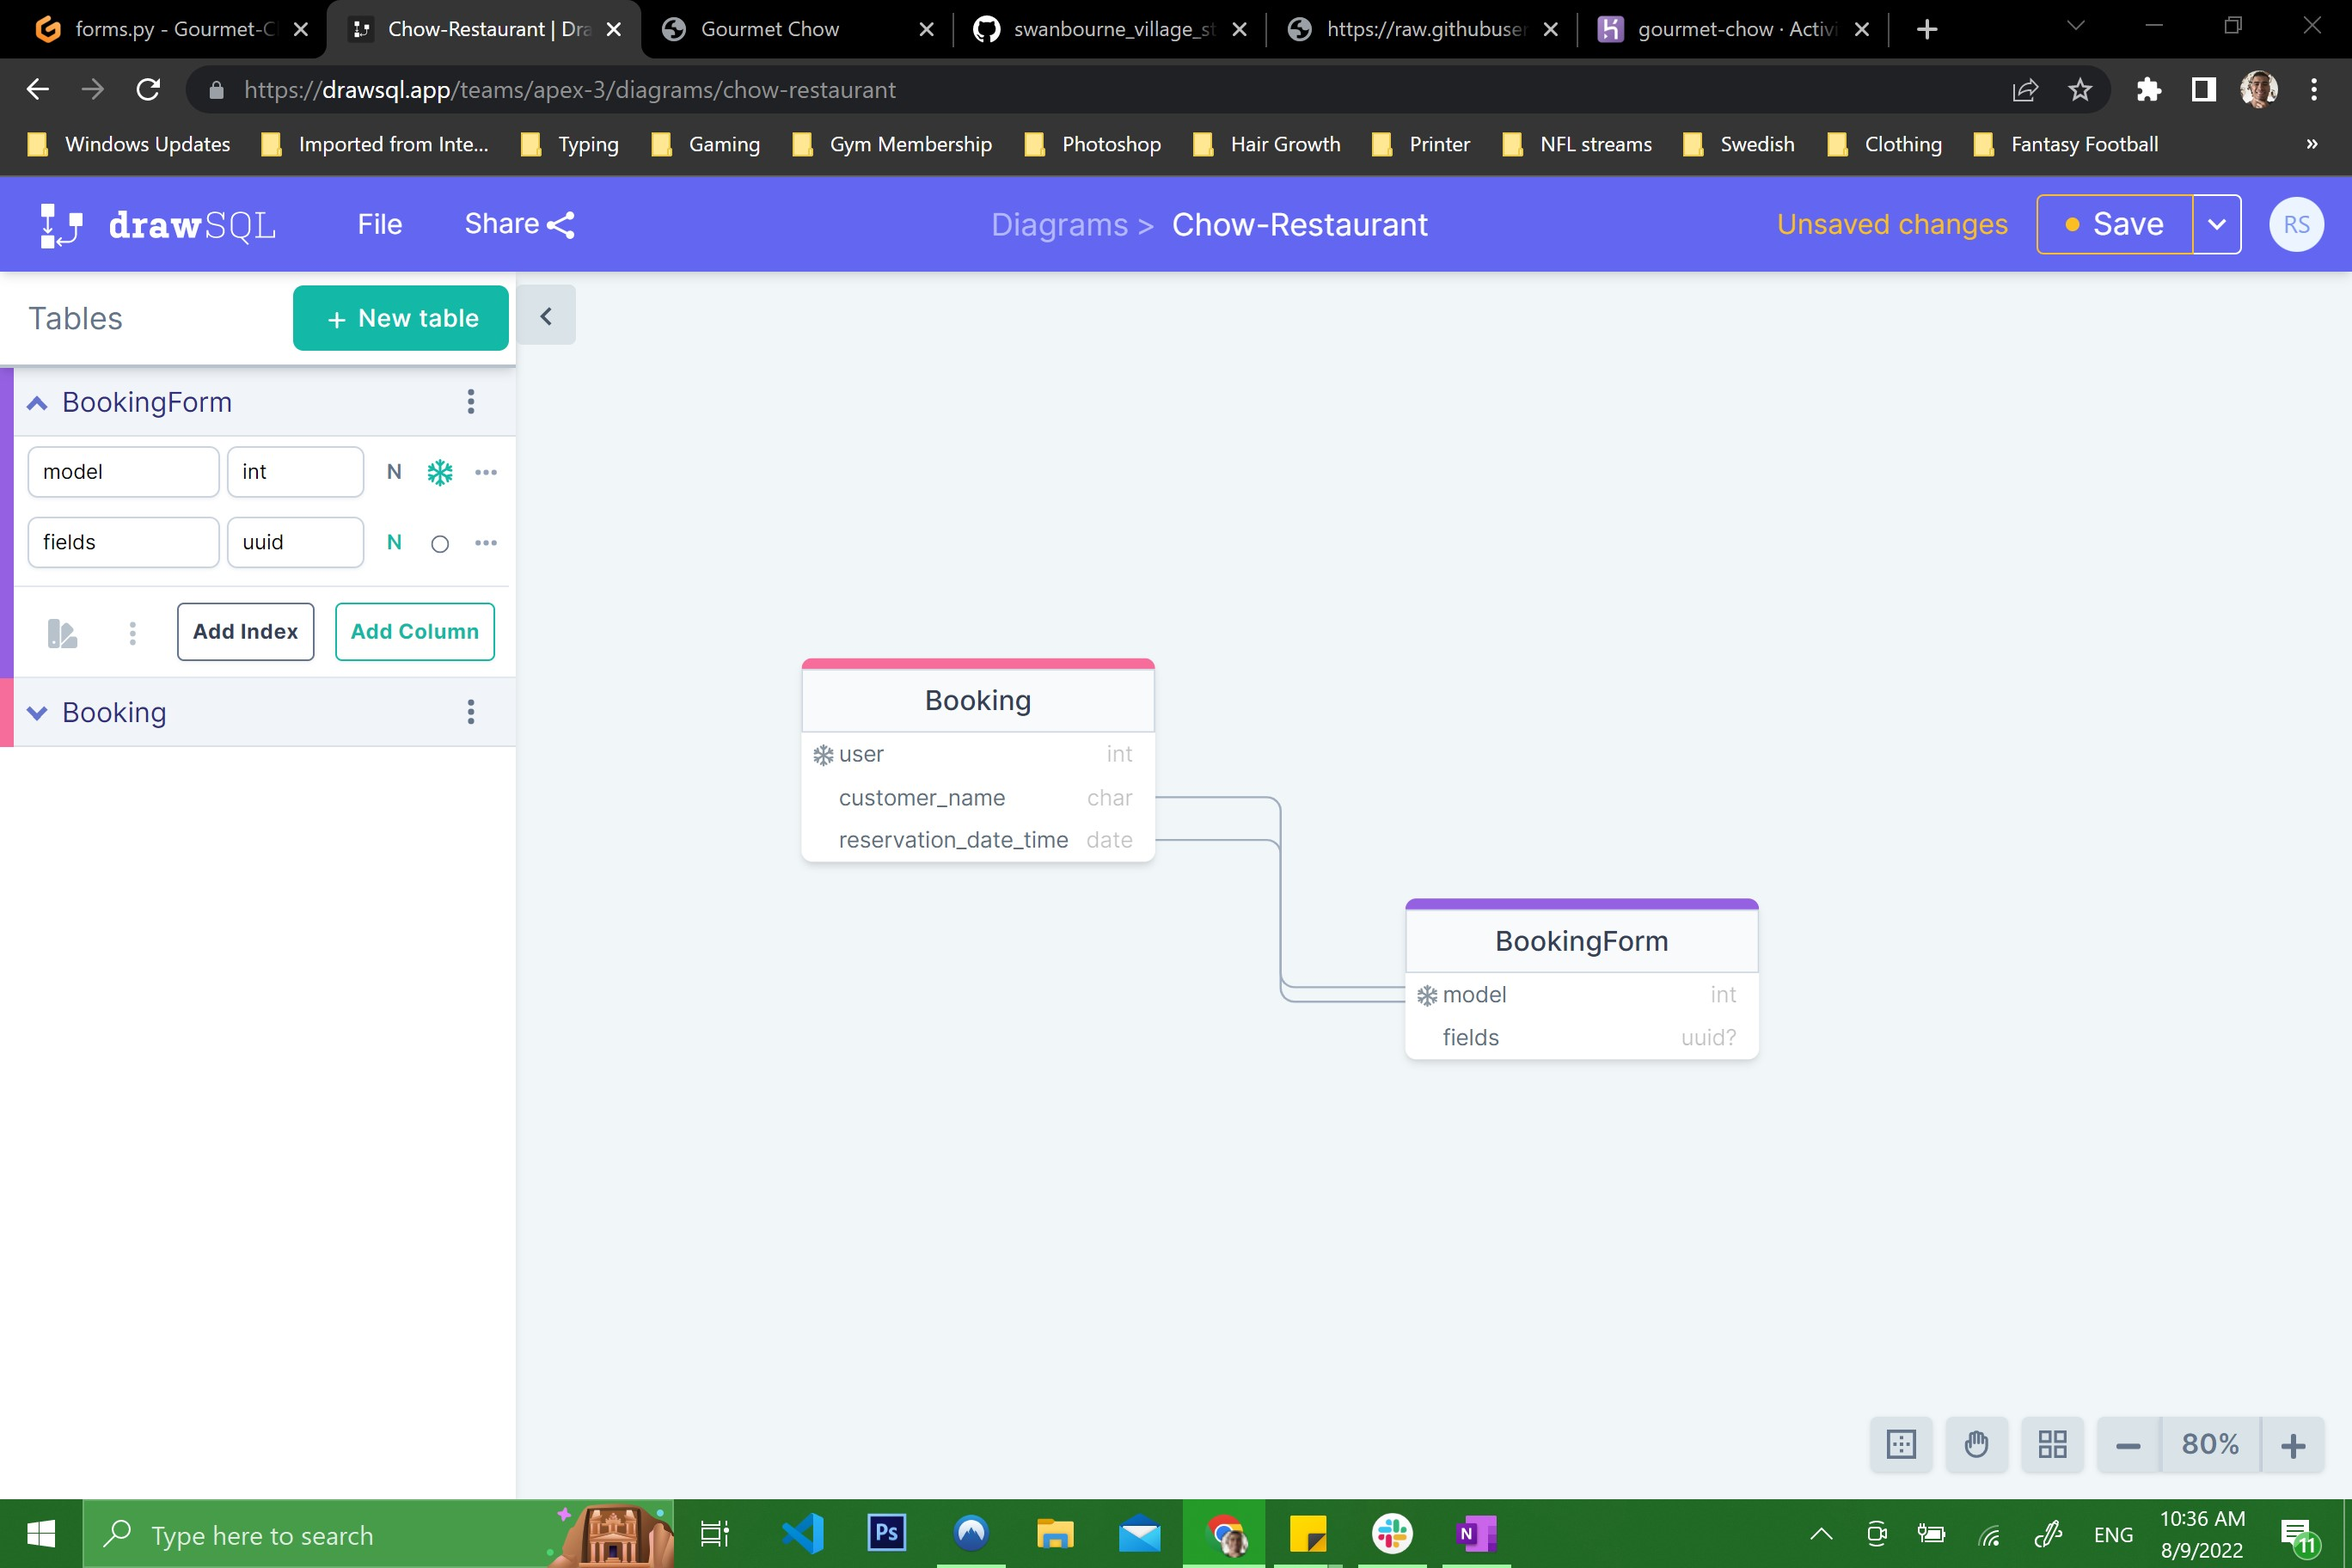 forms.py - Gourmet-C
Chow-Restaurant | Dra
Gourmet Chow
swanbourne_village_st
https://raw.githubuser
gourmet-chow · Activi
https://drawsql.app/teams/apex-3/diagrams/chow-restaurant
Windows Updates
Imported from Inte...
Typing
Gaming
Gym Membership
Photoshop
Hair Growth
Printer
NFL streams
Swedish
Clothing
Fantasy Football
»
drawSQL
File
Share
Diagrams > Chow-Restaurant
Unsaved changes
Save
RS
Tables
+ New table
BookingForm
model int N
fields uuid N
Add Index
Add Column
Booking
Booking
user int
customer_name char
reservation_date_time date
BookingForm
model int
fields uuid?
80%
Type here to search
Ps
N
ENG
10:36 AM
8/9/2022
11